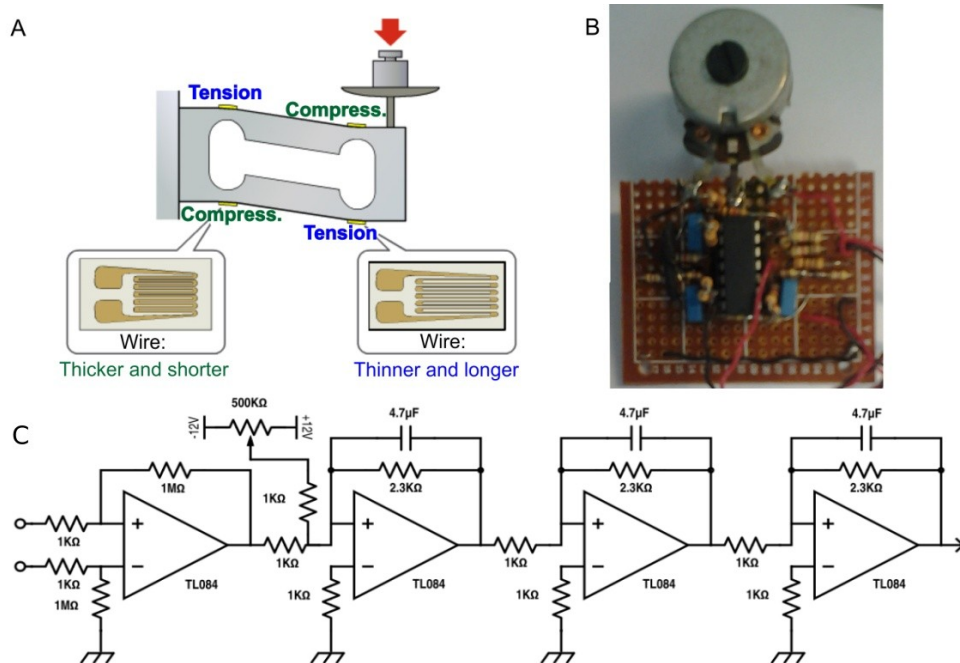 A
B
Tension
Compress.
Compress.
Tension
Wire:
Wire:
Thicker and shorter
Thinner and longer
C
-12V
500KΩ
+12V
4.7μF
4.7μF
4.7μF
1MΩ
1KΩ
2.3KΩ
2.3KΩ
2.3KΩ
+
+
+
+
1KΩ
1KΩ
1KΩ
1KΩ
−
−
−
−
1KΩ
TL084
TL084
TL084
TL084
1MΩ
1KΩ
1KΩ
1KΩ